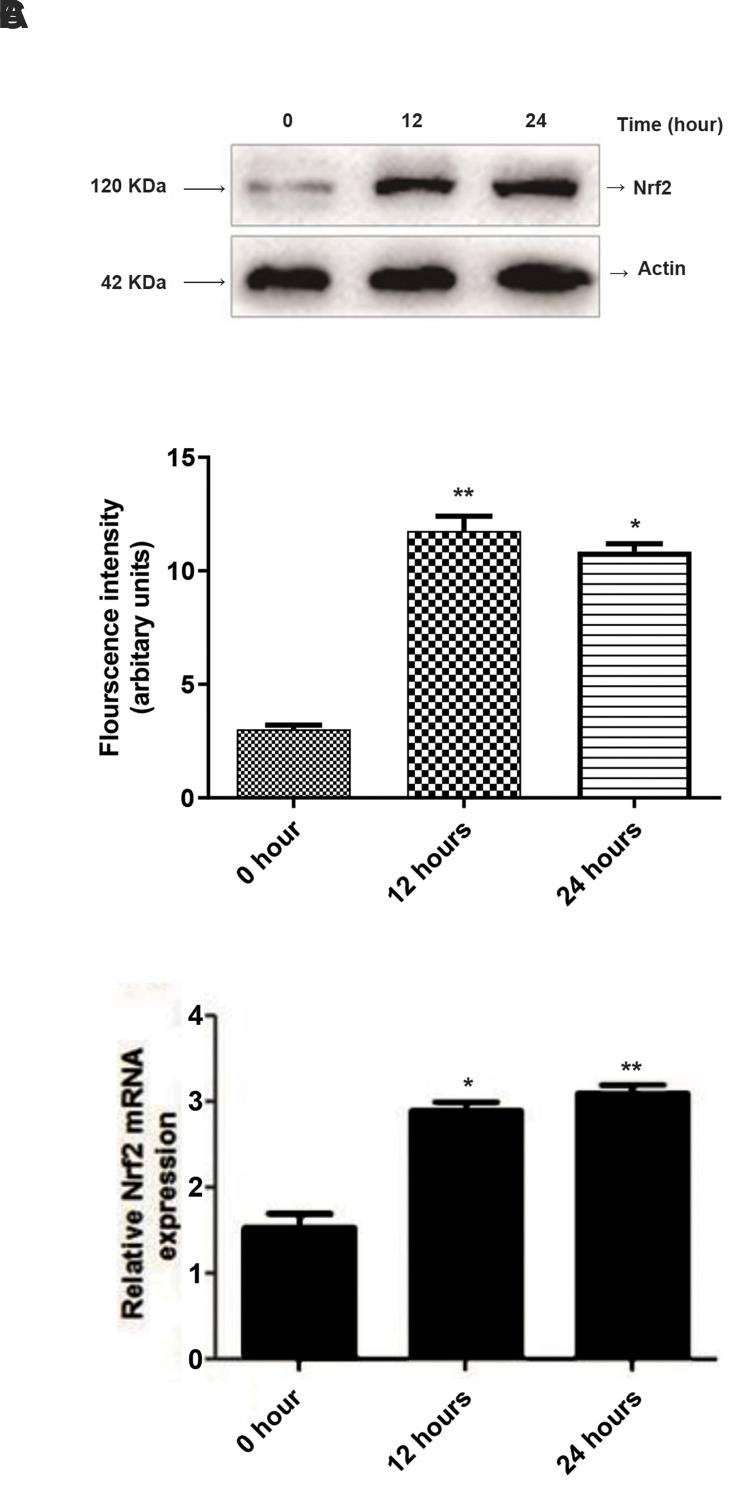 0 12 24 Time (hour)
120 KDa → → Nrf2
42 KDa → → Actin
15
10
5
0
Flourscence intensity
(arbitary units)
** 
*
0 hour
12 hours
24 hours
4
3
2
1
0
Relative Nrf2 mRNA
expression
*
**
0 hour
12 hours
24 hours